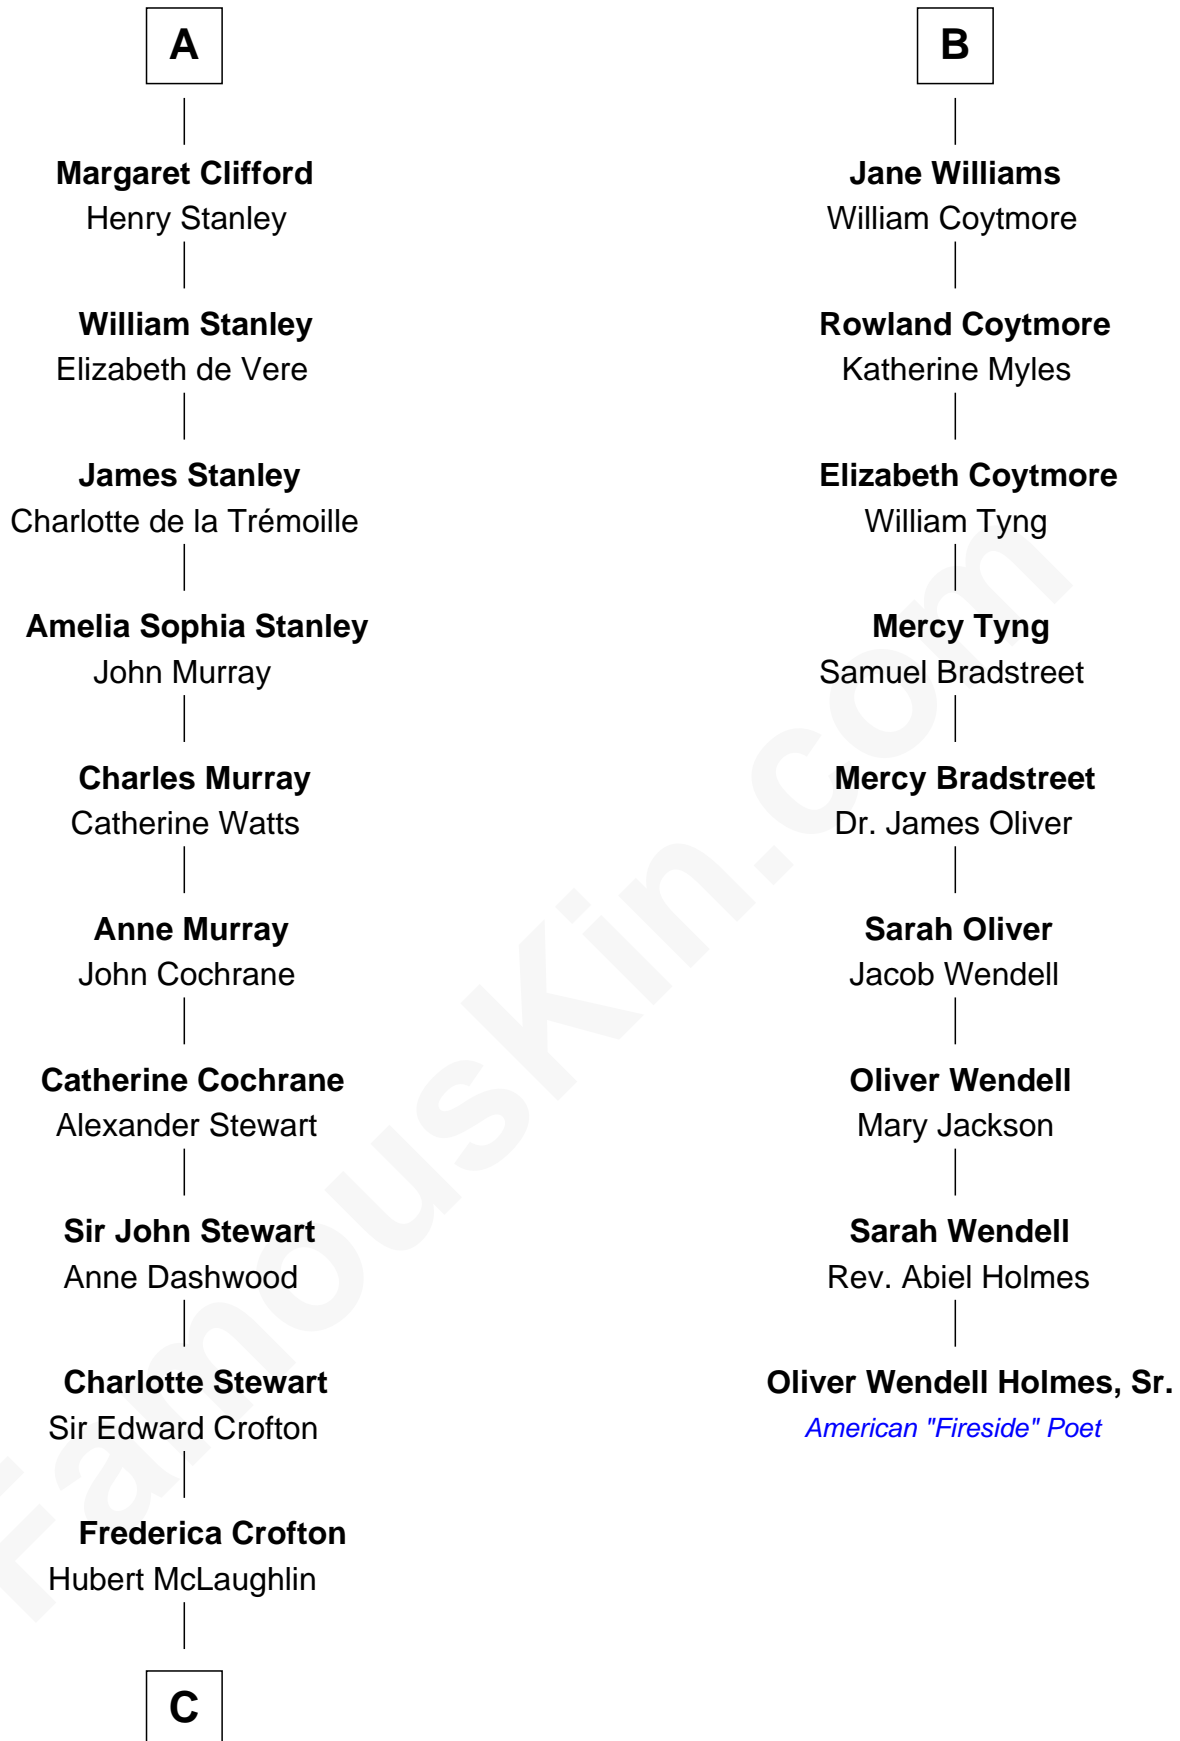 A
Margaret Clifford
Henry Stanley
William Stanley
Elizabeth de Vere
James Stanley
Charlotte de la Trémoille
Amelia Sophia Stanley
John Murray
Charles Murray
Catherine Watts
Anne Murray
John Cochrane
Catherine Cochrane
Alexander Stewart
Sir John Stewart
Anne Dashwood
Charlotte Stewart
Sir Edward Crofton
Frederica Crofton
Hubert McLaughlin
C
B
Jane Williams
William Coytmore
Rowland Coytmore
Katherine Myles
Elizabeth Coytmore
William Tyng
Mercy Tyng
Samuel Bradstreet
Mercy Bradstreet
Dr. James Oliver
Sarah Oliver
Jacob Wendell
Oliver Wendell
Mary Jackson
Sarah Wendell
Rev. Abiel Holmes
Oliver Wendell Holmes, Sr.
American "Fireside" Poet
FamousKin.com